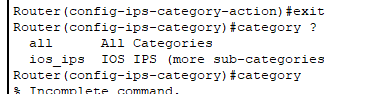 Router(config-ips-category-action)#exit
Router(config-ips-category)#category ?
  all      All Categories
  ios_ips  IOS IPS (more sub-categories
Router(config-ips-category)#category
% Incomplete command.